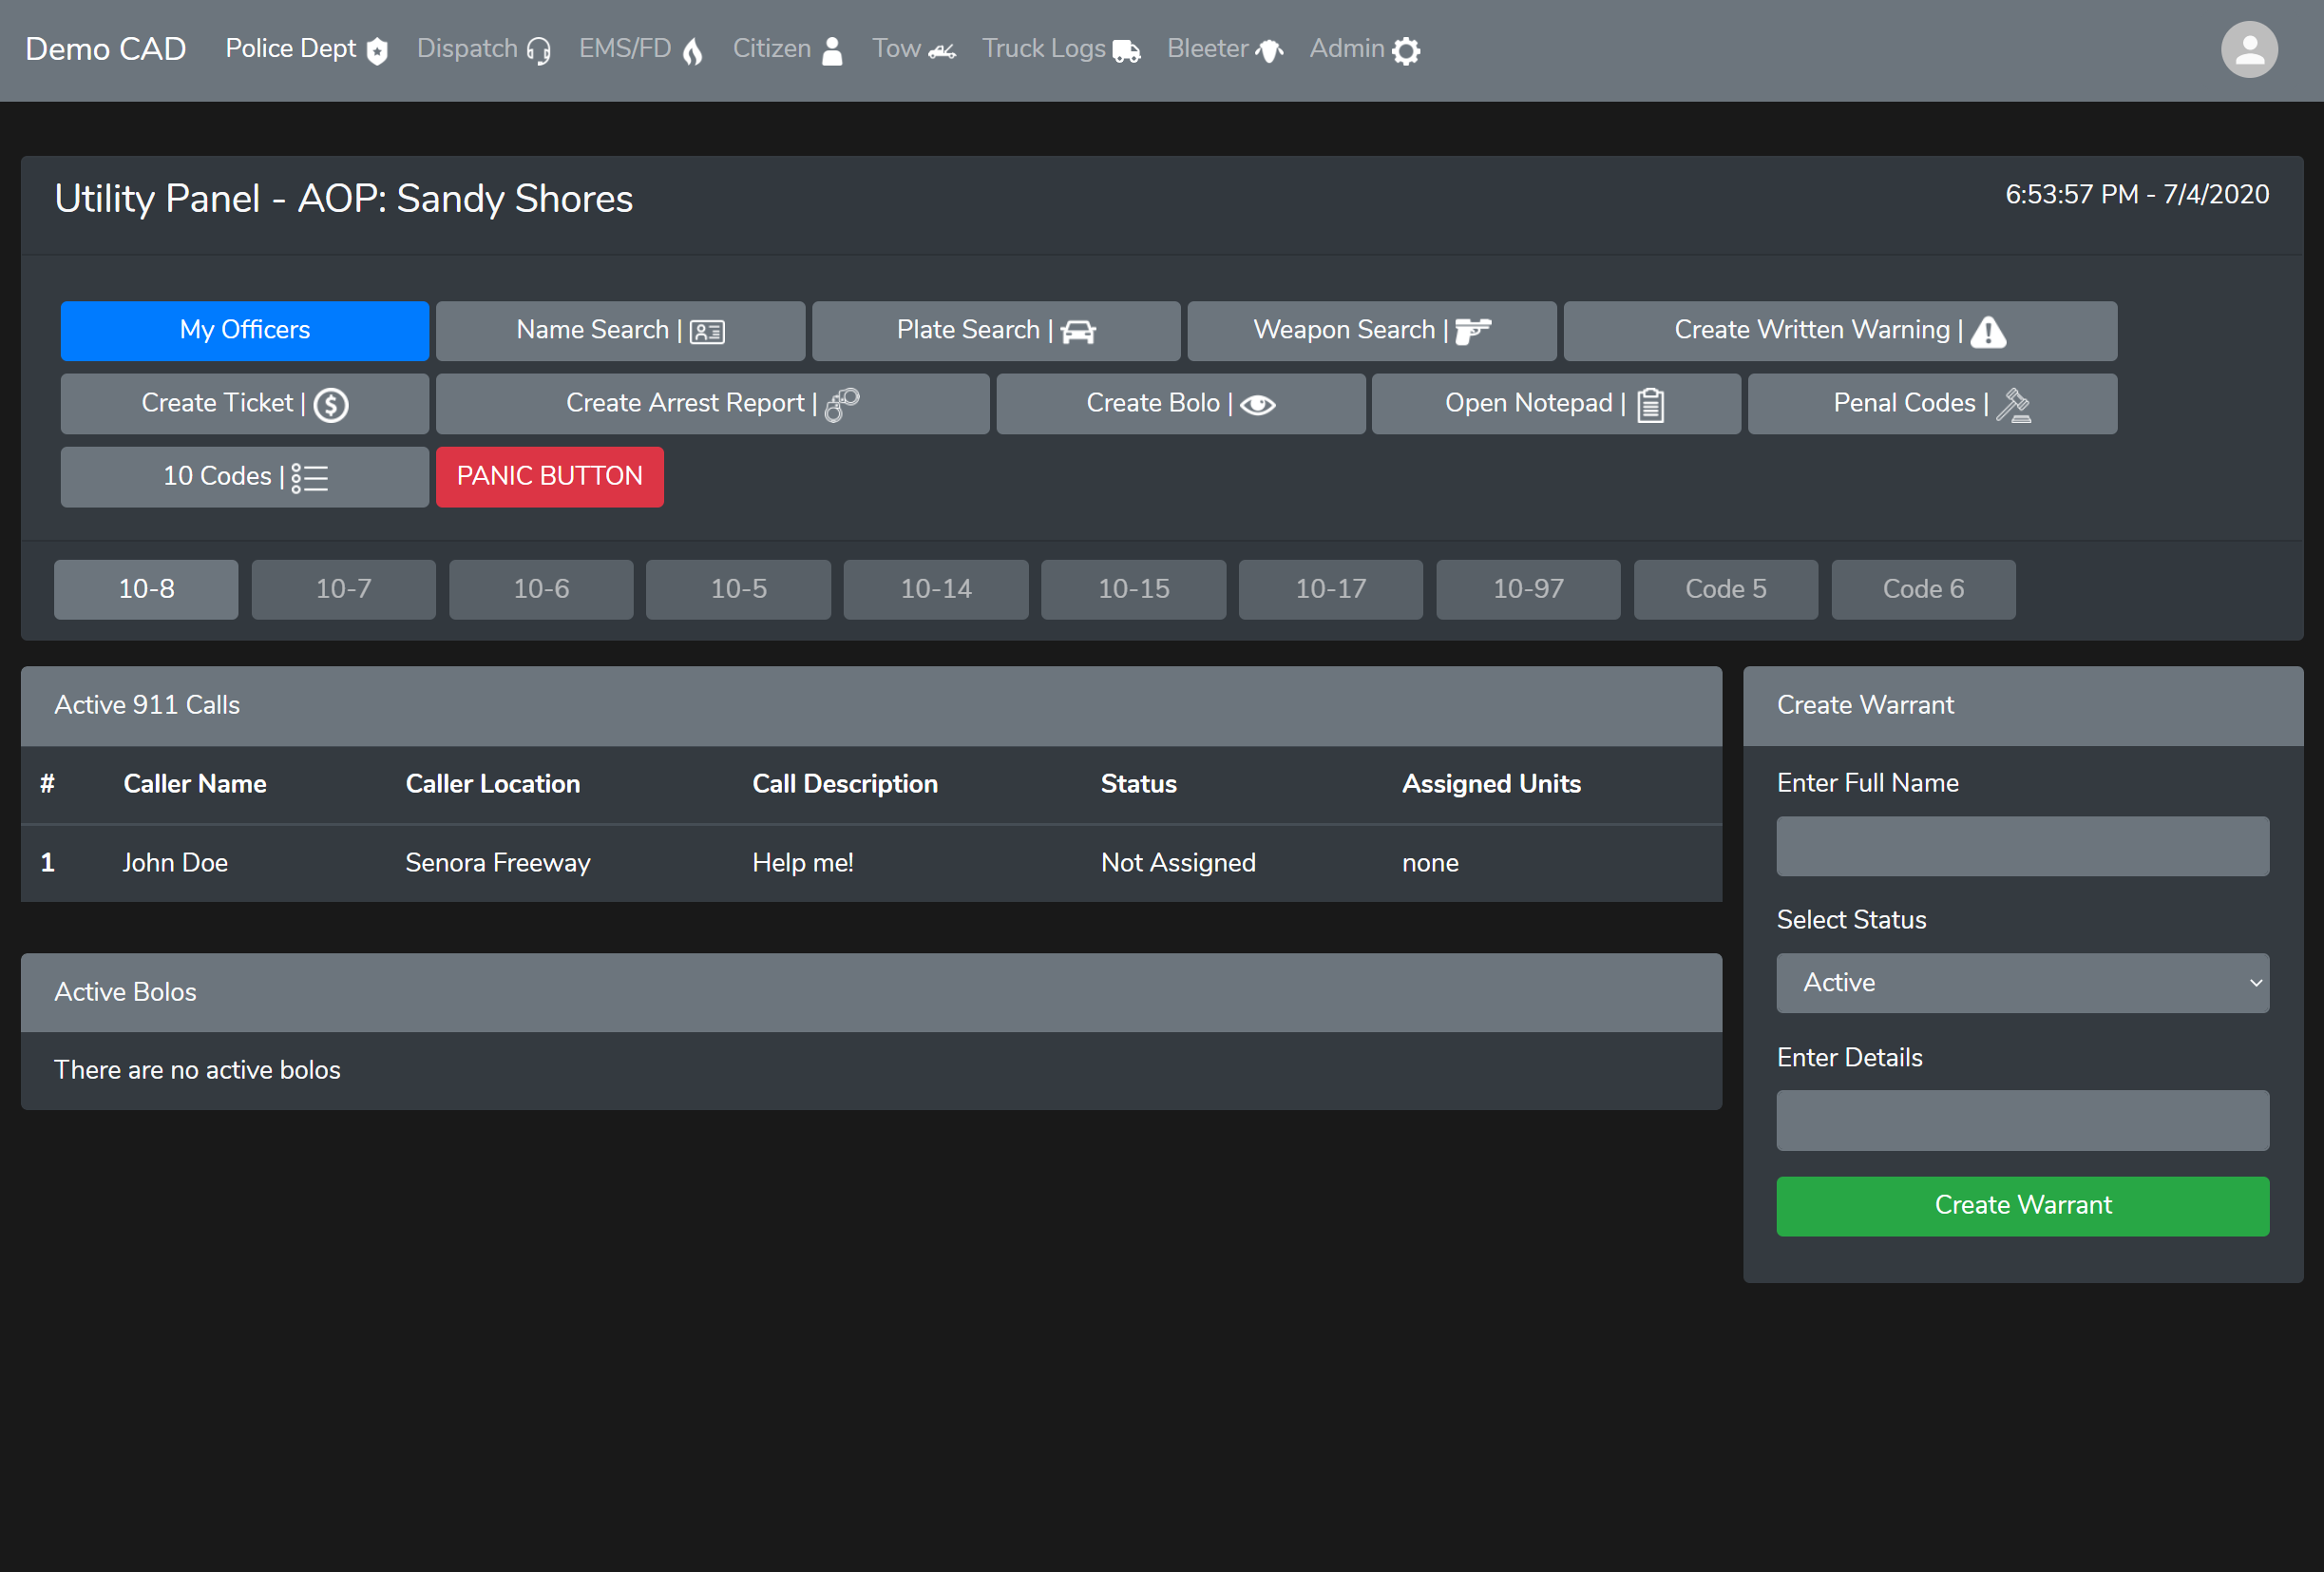 Demo CAD Police Dept Dispatch EMS/FD Citizen Tow Truck Logs Bleeter Admin
Utility Panel - AOP: Sandy Shores
6:53:57 PM - 7/4/2020
My Officers Name Search | Plate Search | Weapon Search | Create Written Warning |
Create Ticket | Create Arrest Report | Create Bolo | Open Notepad | Penal Codes |
10 Codes | PANIC BUTTON
10-8 10-7 10-6 10-5 10-14 10-15 10-17 10-97 Code 5 Code 6
Active 911 Calls
# Caller Name Caller Location Call Description Status Assigned Units
1 John Doe Senora Freeway Help me! Not Assigned none
Active Bolos
There are no active bolos
Create Warrant
Enter Full Name
Select Status
Active
Enter Details
Create Warrant